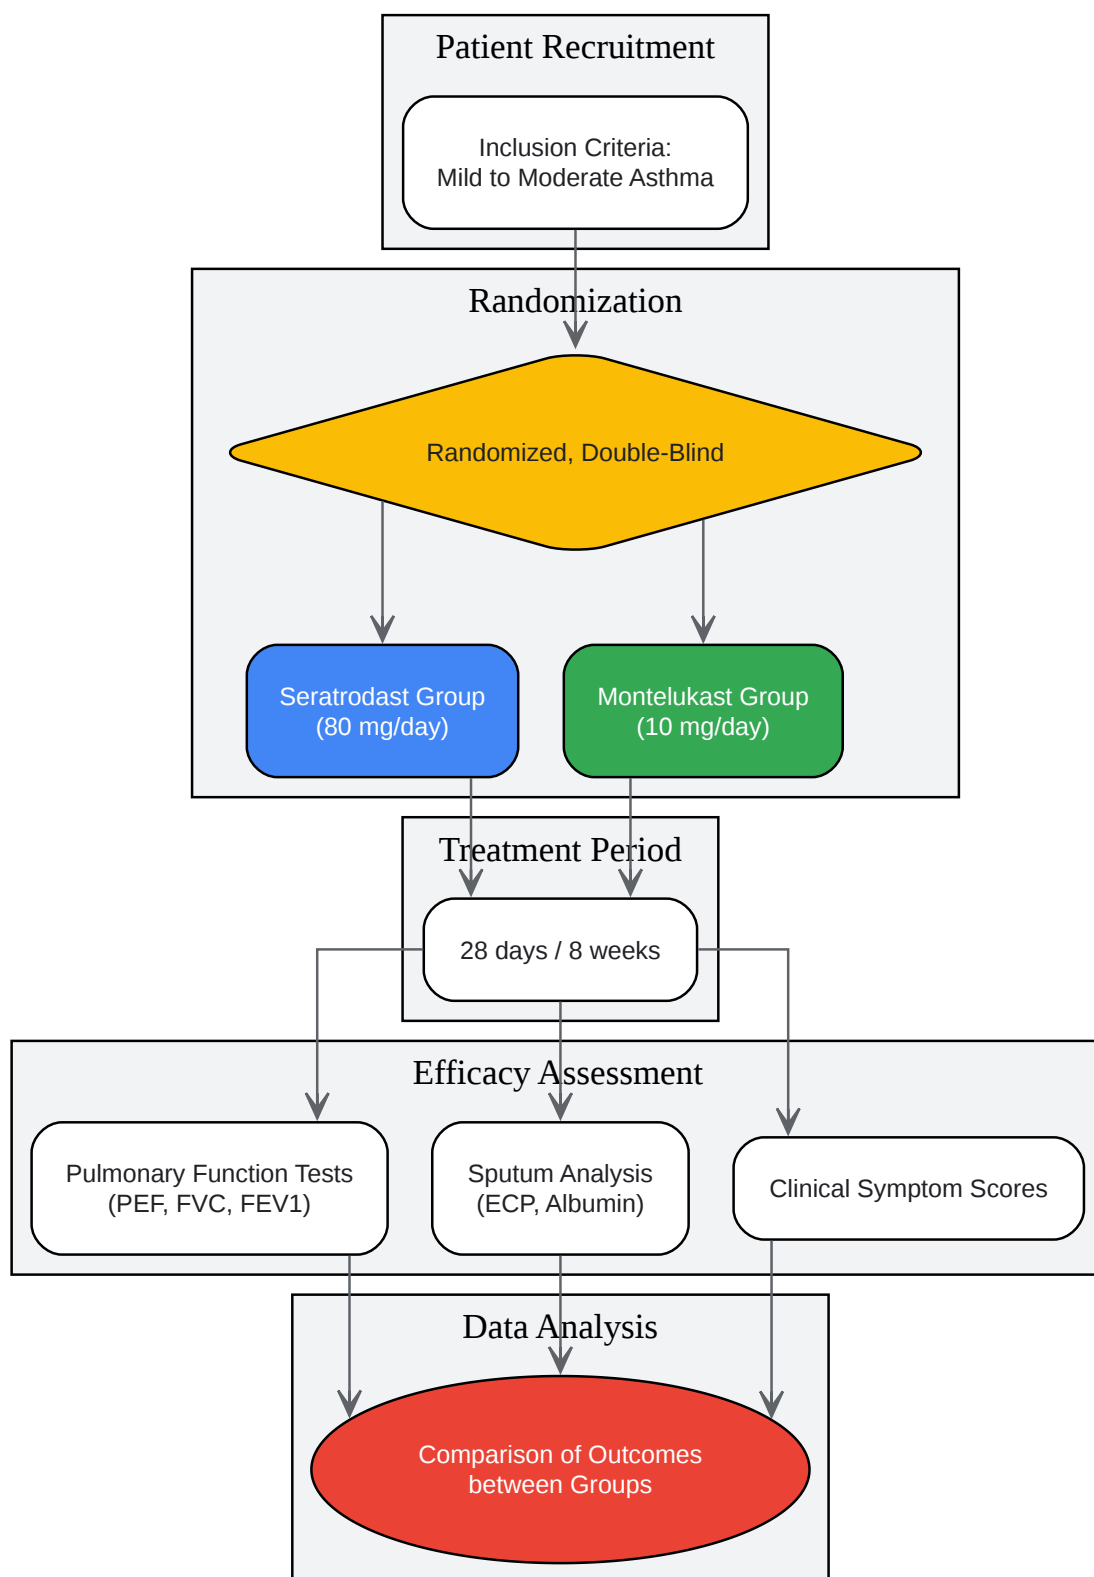 Patient Recruitment
Inclusion Criteria:
Mild to Moderate Asthma
Randomization
Randomized, Double-Blind
Seratrodast Group
(80 mg/day)
Montelukast Group
(10 mg/day)
Treatment Period
28 days / 8 weeks
Efficacy Assessment
Pulmonary Function Tests
(PEF, FVC, FEV1)
Sputum Analysis
(ECP, Albumin)
Clinical Symptom Scores
Data Analysis
Comparison of Outcomes
between Groups